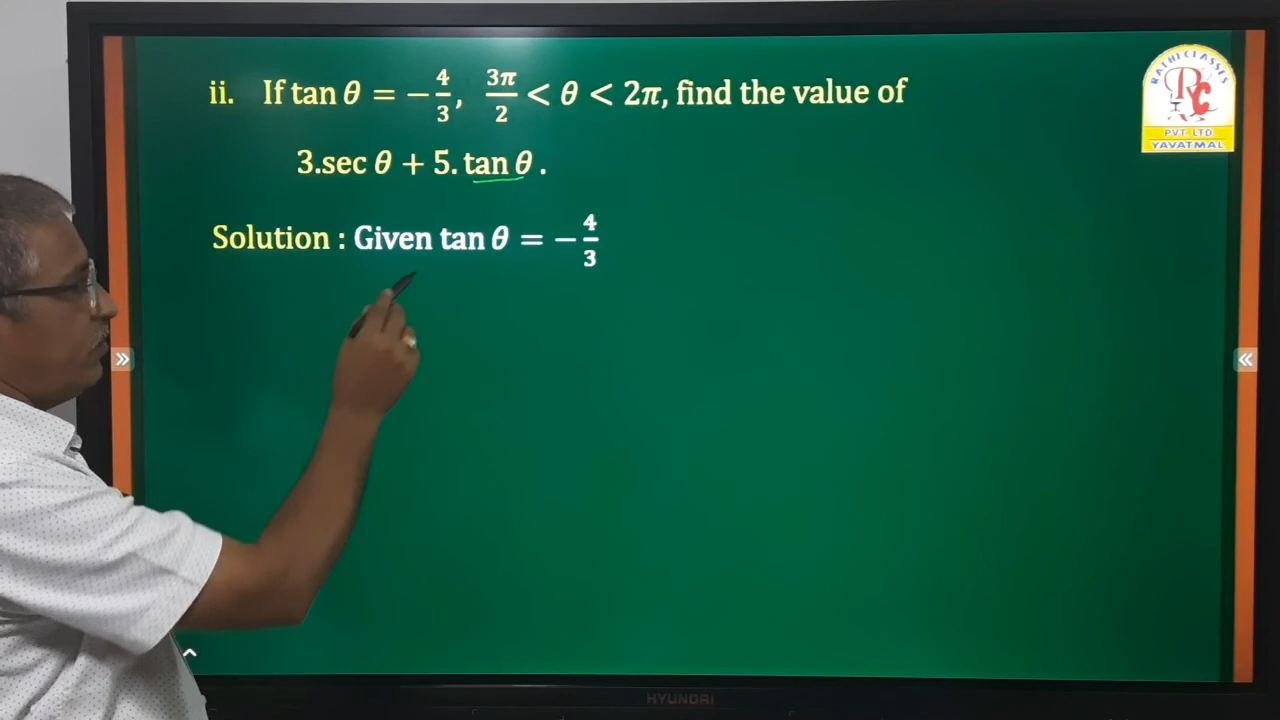 ii. If tan θ = −4/3, 3π/2 < θ < 2π, find the value of
3.sec θ + 5. tan θ .
Solution : Given tan θ = −4/3
RATHI CLASSES
PVT. LTD.
YAVATMAL
HYUNDAI